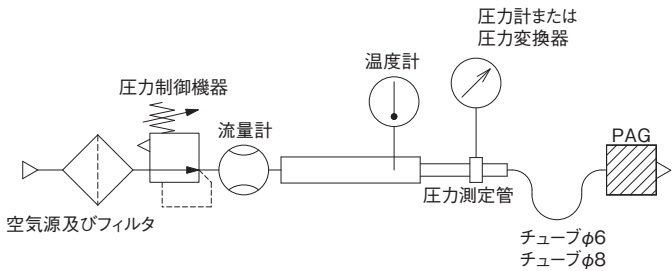 圧力計または
圧力変換器
温度計
圧力制御機器
流量計
PAG
圧力測定管
空気源及びフィルタ
チューブφ6
チューブφ8